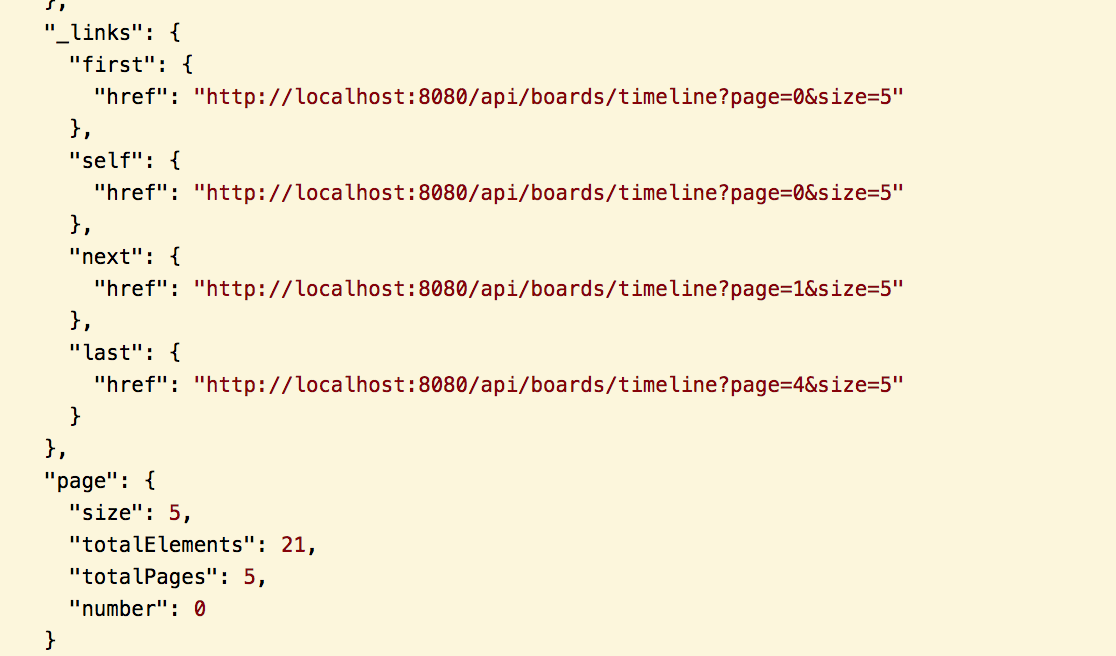 },
"_links": {
"first": {
"href": "http://localhost:8080/api/boards/timeline?page=0&size=5"
},
"self": {
"href": "http://localhost:8080/api/boards/timeline?page=0&size=5"
},
"next": {
"href": "http://localhost:8080/api/boards/timeline?page=1&size=5"
},
"last": {
"href": "http://localhost:8080/api/boards/timeline?page=4&size=5"
}
},
"page": {
"size": 5,
"totalElements": 21,
"totalPages": 5,
"number": 0
}